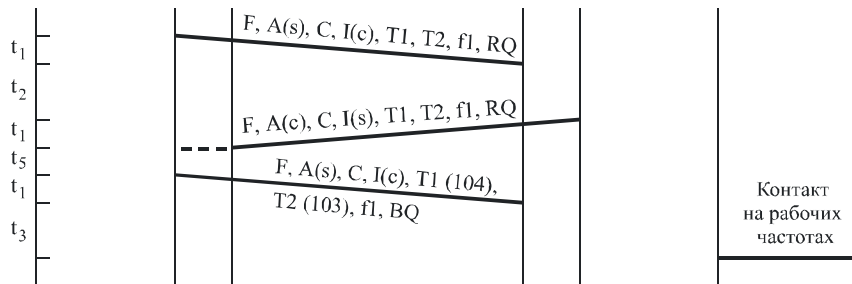 F, A(s), C, I(c), T1, T2, f1, RQ
t1
t2
F, A(c), C, I(s), T1, T2, f1, RQ
t1
t5
F, A(s), C, I(c), T1 (104),
t1
T2 (103), f1, BQ
t3
Контакт
на рабочих
частотах